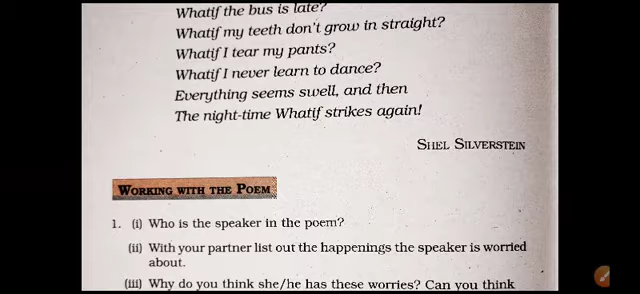 Whatif the bus is late?
Whatif my teeth don't grow in straight?
Whatif I tear my pants?
Whatif I never learn to dance?
Everything seems swell, and then
The night-time Whatif strikes again!
SHEL SILVERSTEIN
WORKING WITH THE POEM
1. (i) Who is the speaker in the poem?
(ii) With your partner list out the happenings the speaker is worried
about.
(iii) Why do you think she/he has these worries? Can you think